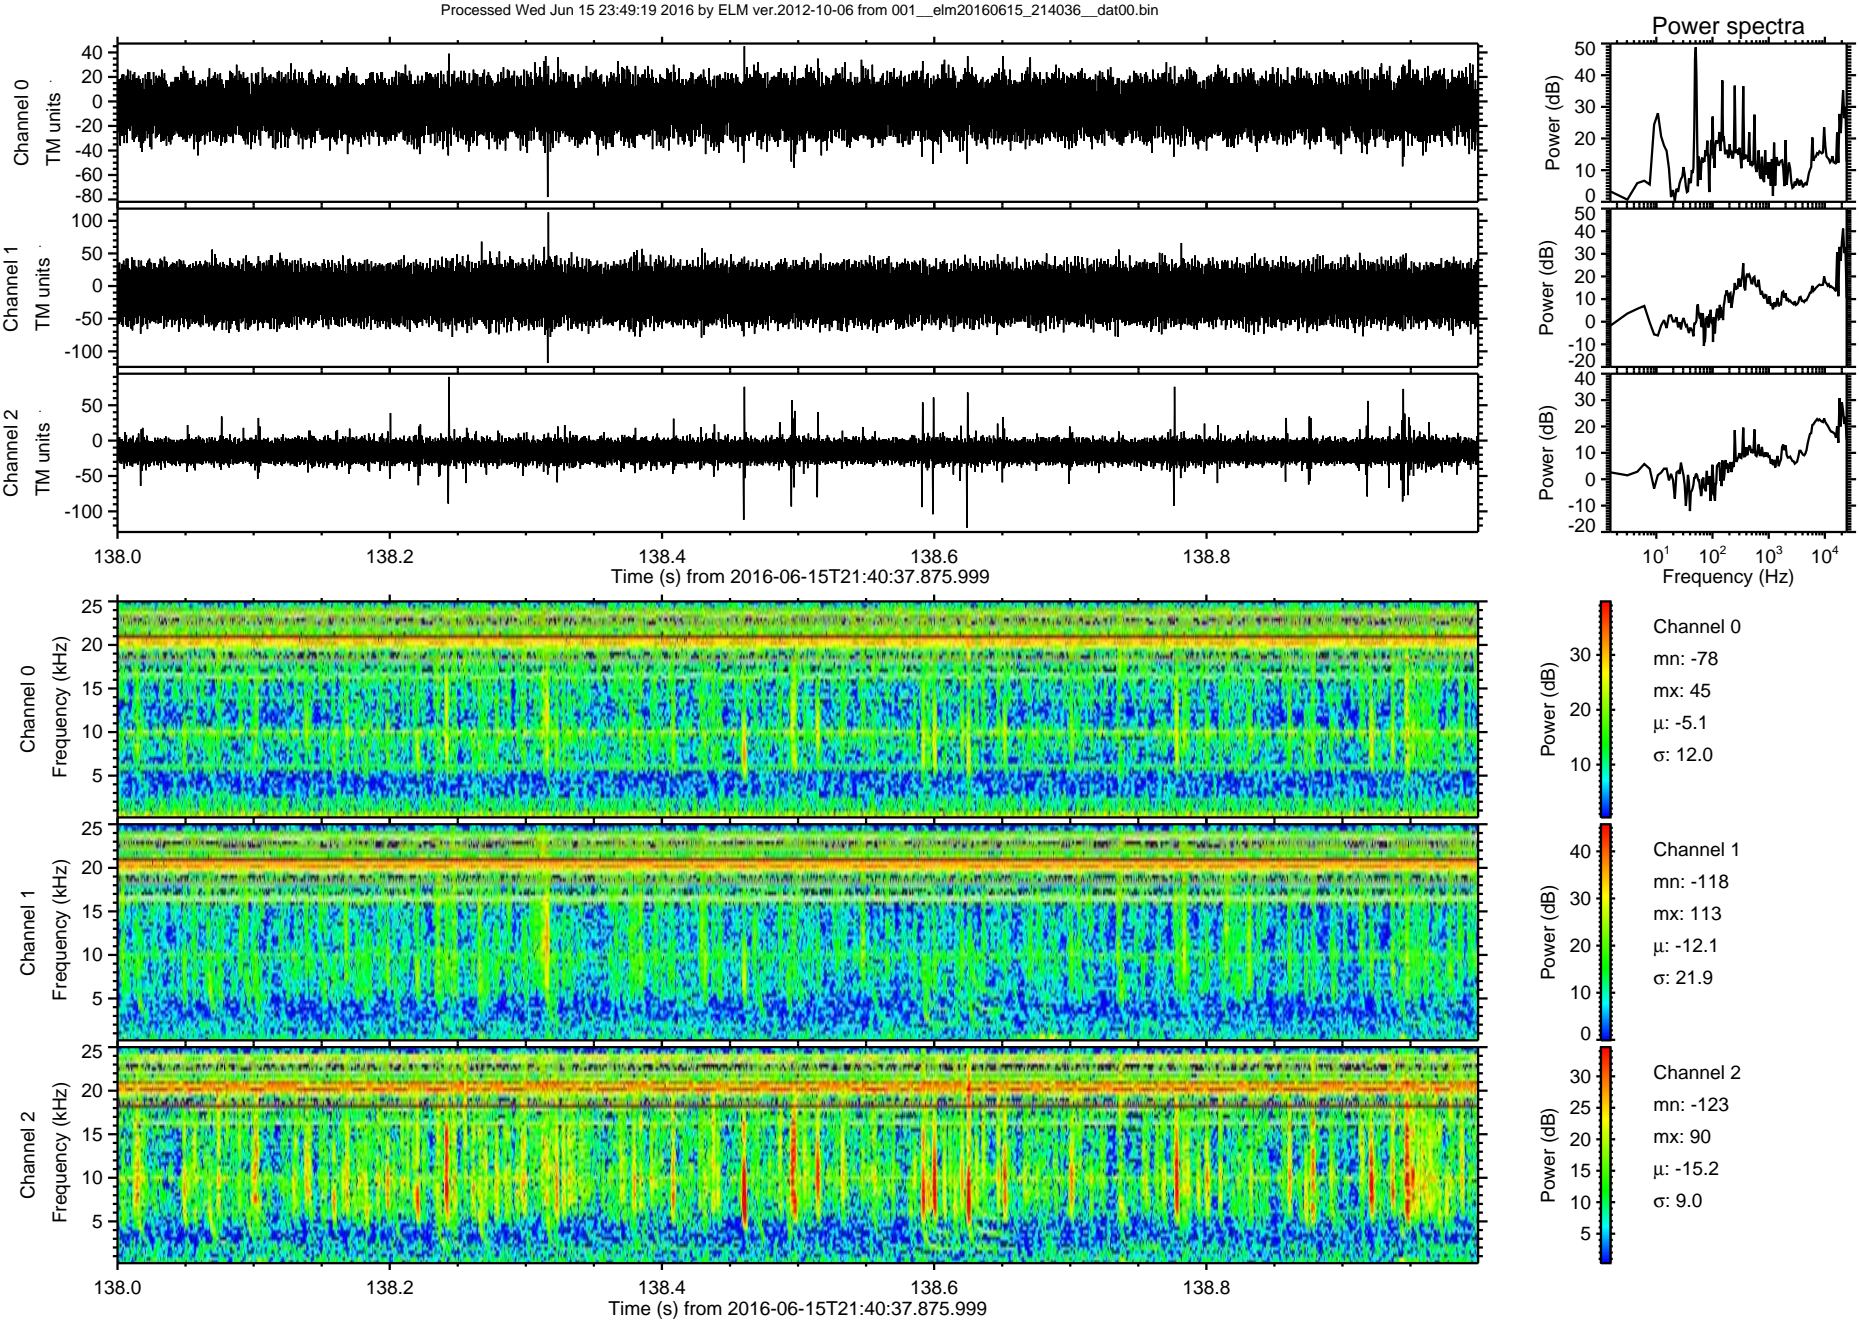 Processed Wed Jun 15 23:49:19 2016 by ELM ver.2012-10-06 from 001__elm20160615_214036__dat00.bin
Power spectra
Channel 0
TM units
40
20
0
-20
-40
-60
-80
Power (dB)
50
40
30
20
10
0
Channel 1
TM units
100
50
0
-50
-100
Power (dB)
50
40
30
20
10
0
-10
-20
Channel 2
TM units
50
0
-50
-100
Power (dB)
40
30
20
10
0
-10
-20
138.0 138.2 138.4 138.6 138.8
Time (s) from 2016-06-15T21:40:37.875.999
10¹ 10² 10³ 10⁴
Frequency (Hz)
Channel 0
Frequency (kHz)
25
20
15
10
5
Power (dB)
30
20
10
Channel 0
mn: -78
mx: 45
μ: -5.1
σ: 12.0
Channel 1
Frequency (kHz)
25
20
15
10
5
Power (dB)
40
30
20
10
0
Channel 1
mn: -118
mx: 113
μ: -12.1
σ: 21.9
Channel 2
Frequency (kHz)
25
20
15
10
5
Power (dB)
30
25
20
15
10
5
Channel 2
mn: -123
mx: 90
μ: -15.2
σ: 9.0
138.0 138.2 138.4 138.6 138.8
Time (s) from 2016-06-15T21:40:37.875.999